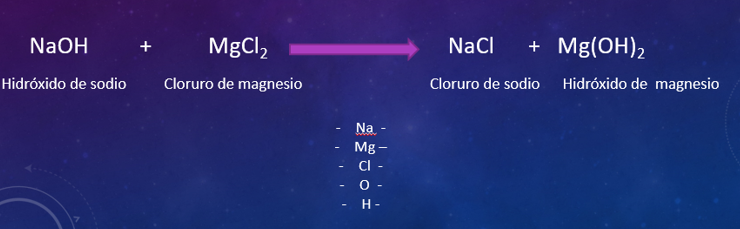 NaOH + MgCl₂ NaCl + Mg(OH)₂
Hidróxido de sodio Cloruro de magnesio Cloruro de sodio Hidróxido de magnesio
- Na -
- Mg –
- Cl -
- O -
- H -